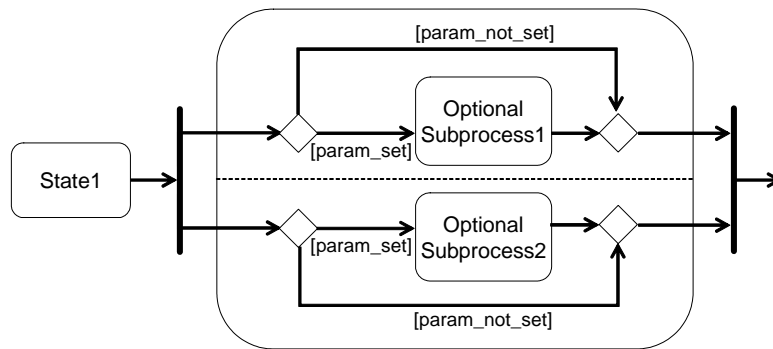 [param_not_set]
Optional
Subprocess1
[param_set]
State1
Optional
Subprocess2
[param_set]
[param_not_set]